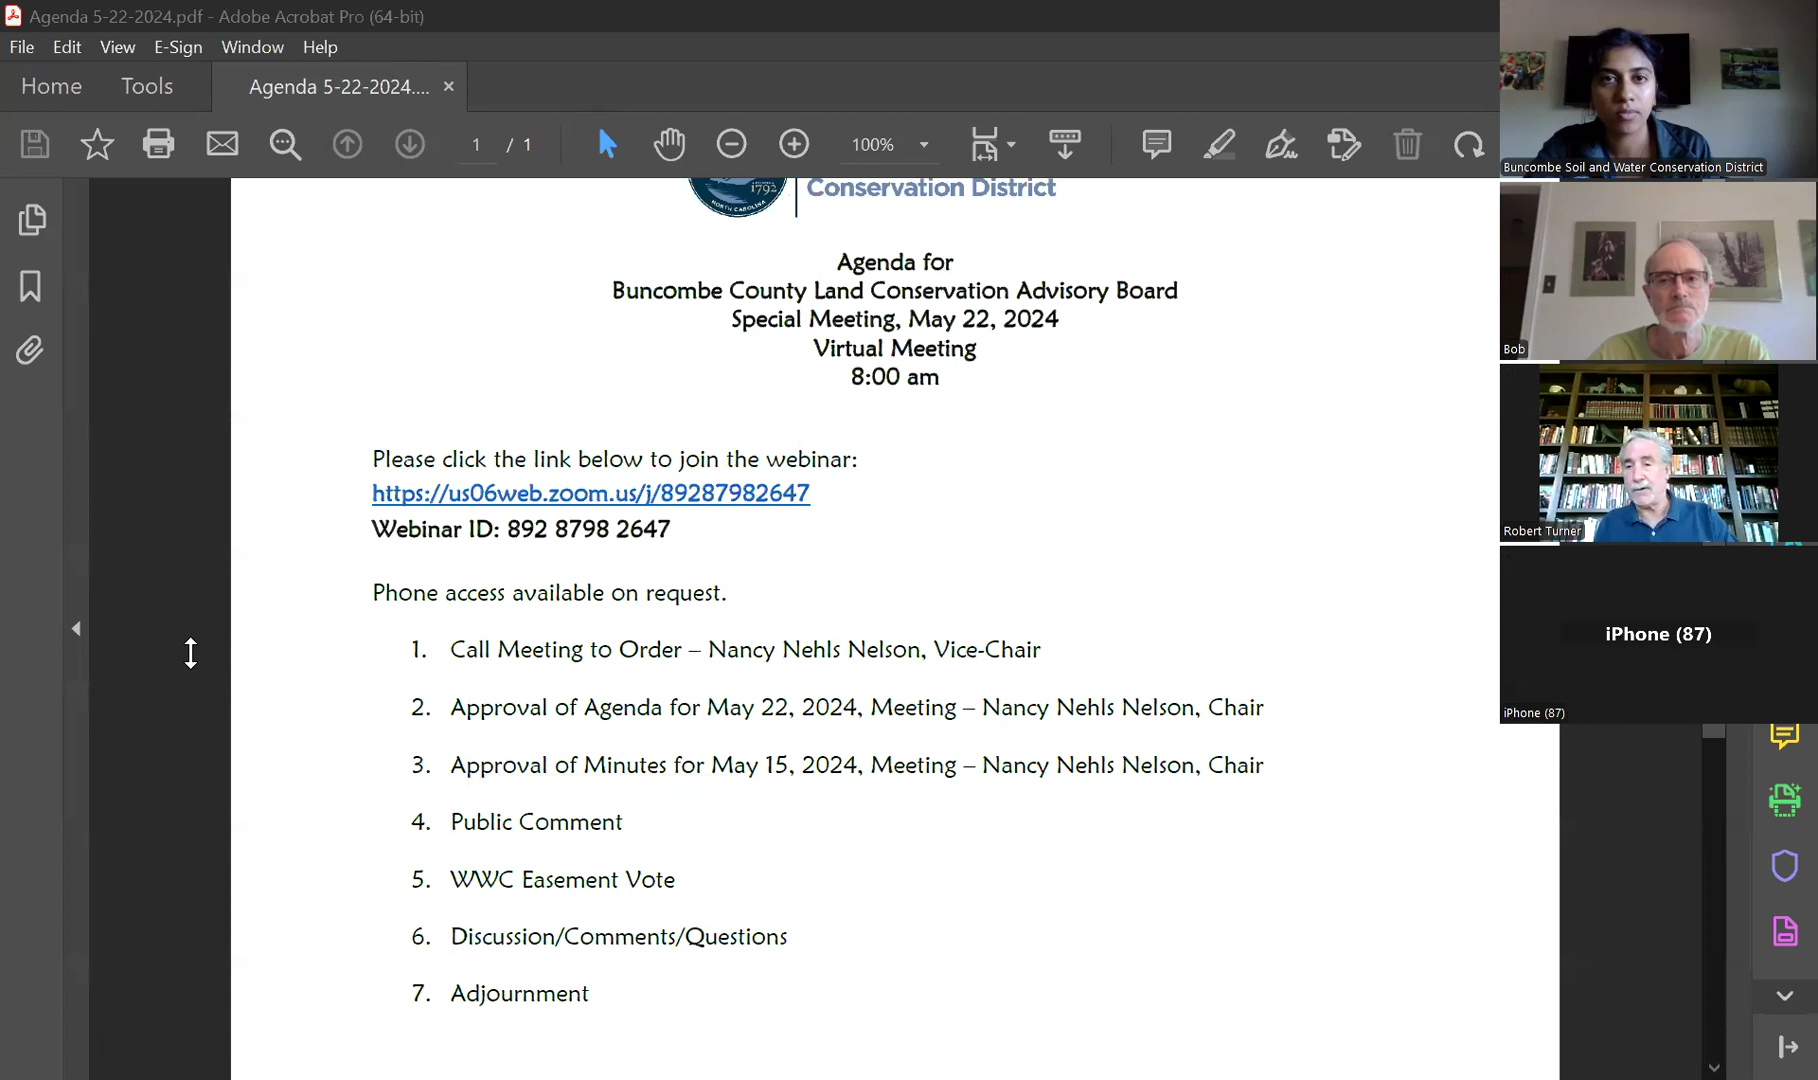 Agenda 5-22-2024.pdf - Adobe Acrobat Pro (64-bit)
File Edit View E-Sign Window Help
Home Tools Agenda 5-22-2024.... ×
1 / 1 100%
1792
NORTH CAROLINA
Conservation District
Agenda for
Buncombe County Land Conservation Advisory Board
Special Meeting, May 22, 2024
Virtual Meeting
8:00 am
Please click the link below to join the webinar:
https://us06web.zoom.us/j/89287982647
Webinar ID: 892 8798 2647
Phone access available on request.
1. Call Meeting to Order – Nancy Nehls Nelson, Vice-Chair
2. Approval of Agenda for May 22, 2024, Meeting – Nancy Nehls Nelson, Chair
3. Approval of Minutes for May 15, 2024, Meeting – Nancy Nehls Nelson, Chair
4. Public Comment
5. WWC Easement Vote
6. Discussion/Comments/Questions
7. Adjournment
Buncombe Soil and Water Conservation District
Bob
Robert Turner
iPhone (87)
iPhone (87)